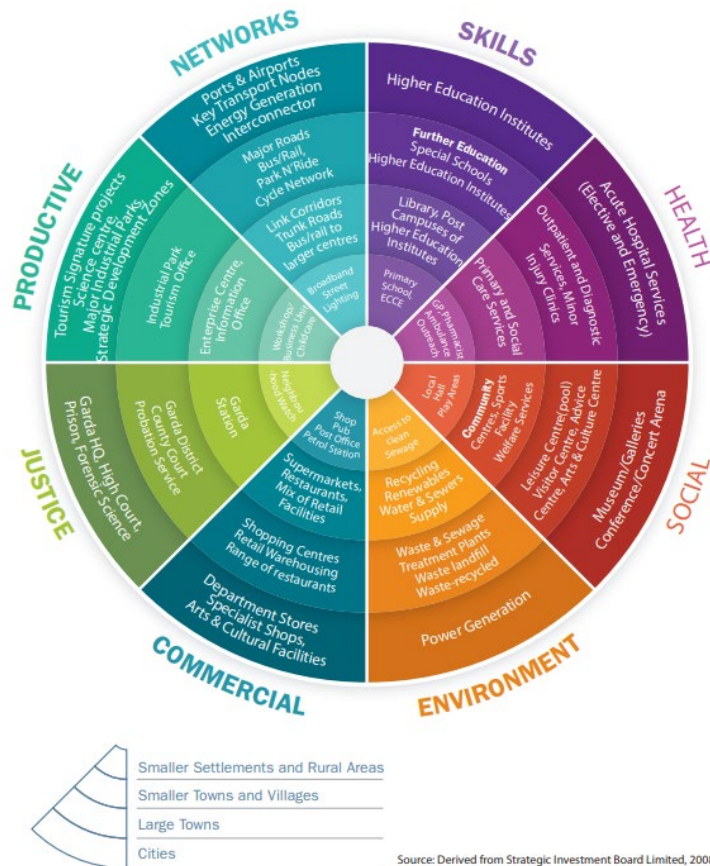 NETWORKS
Ports & Airports
Key Transport Nodes
Energy Generation
Interconnector
Major Roads
Bus/Rail,
Park N'Ride
Cycle Network
Link Corridors
Trunk Roads
Bus/rail to
larger centres
Broadband
Street
Lighting
SKILLS
Higher Education Institutes
Further Education
Special Schools
Higher Education Institutes
Library, Post
Campuses of
Higher Education
Institutes
Primary
School,
ECCE
HEALTH
Acute Hospital Services
(Elective and Emergency)
Outpatient and Diagnostic
Services, Minor
Injury Clinics
Primary and Social
Care Services
GP, Pharmacist
Ambulance
Outreach
SOCIAL
Museum/Galleries
Conference/Concert Arena
Leisure Centre(pool)
Visitor Centre, Advice
Centre, Arts & Culture Centre
Community
Centres, Sports
Facility
Welfare Services
Local
Hall
Play Areas
ENVIRONMENT
Access to
clean
Sewage
Recycling
Renewables
Water & Sewers
Supply
Waste & Sewage
Treatment Plants
Waste landfill
Waste-recycled
Power Generation
COMMERCIAL
Shop
Pub
Post Office
Petrol Station
Supermarkets,
Restaurants,
Mix of Retail
Facilities
Shopping Centres
Retail Warehousing
Range of restaurants
Department Stores
Specialist Shops,
Arts & Cultural Facilities
JUSTICE
Garda HQ, High Court,
Prison, Forensic Science
Garda District
County Court
Probation Service
Garda
Station
Neighbou
rhood Watch
PRODUCTIVE
Tourism Signature projects
Science centre,
Major Industrial Parks,
Strategic Development Zones
Industrial Park
Tourism Office
Enterprise Centre,
Information
Office
Workshop/
Business Unit
Childcare
Smaller Settlements and Rural Areas
Smaller Towns and Villages
Large Towns
Cities
Source: Derived from Strategic Investment Board Limited, 200